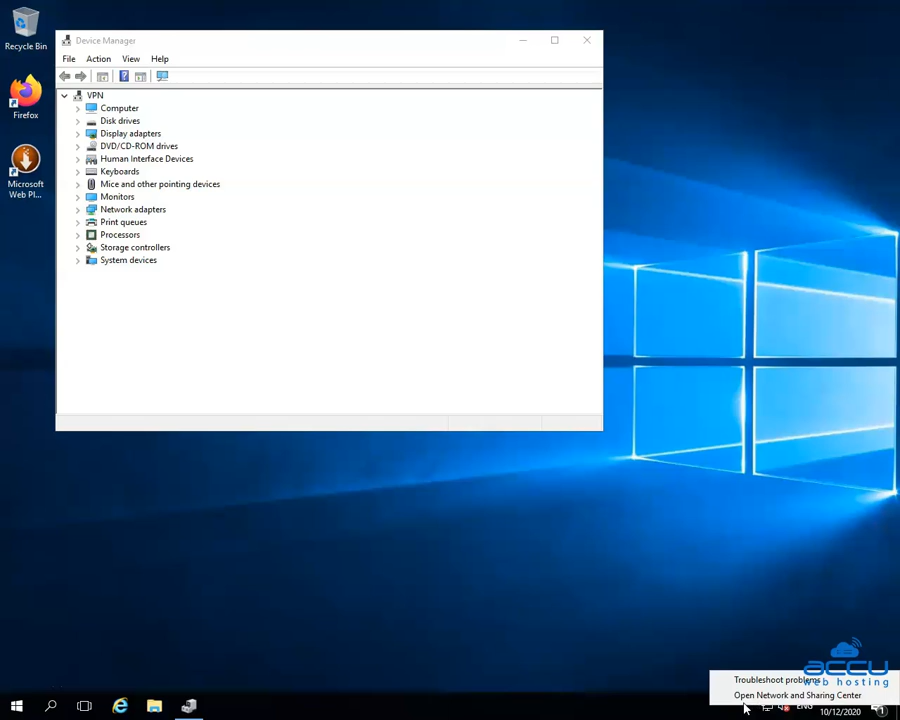 Recycle Bin
Firefox
Microsoft
Web Pl...
Device Manager
File Action View Help
VPN
Computer
Disk drives
Display adapters
DVD/CD-ROM drives
Human Interface Devices
Keyboards
Mice and other pointing devices
Monitors
Network adapters
Print queues
Processors
Storage controllers
System devices
accu
web hosting
Troubleshoot problems
Open Network and Sharing Center
ENG
10/12/2020
1